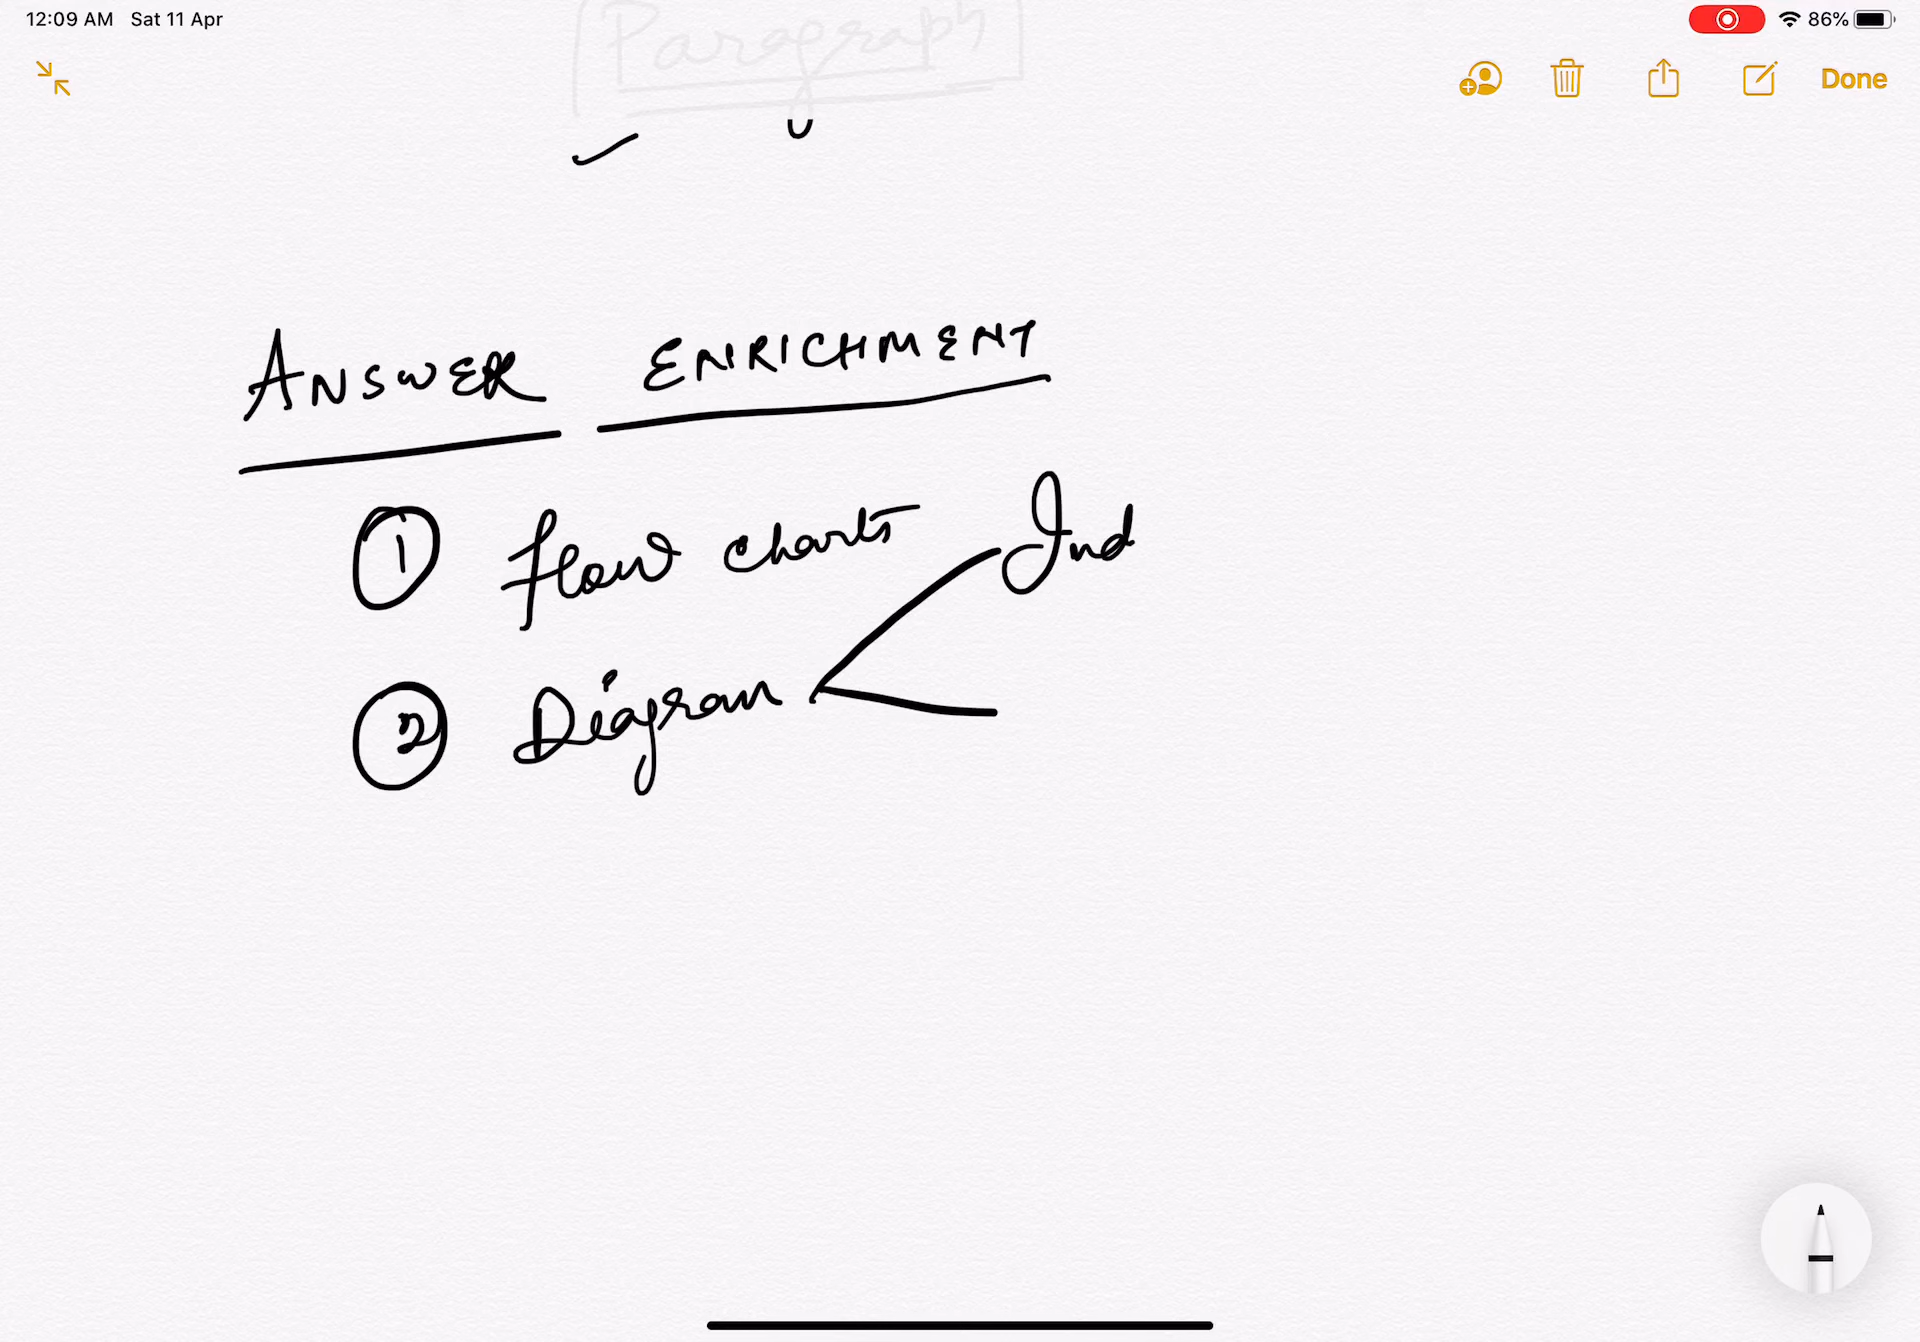 12:09 AM Sat 11 Apr
86%
Paragraph
Done
ANSWER ENRICHMENT
1 Flow charts
Ind
2 Diagram